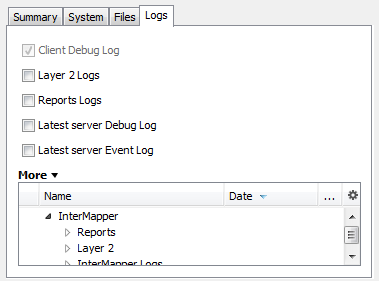 Summary System Files Logs
Client Debug Log
Layer 2 Logs
Reports Logs
Latest server Debug Log
Latest server Event Log
More
Name Date ...
InterMapper
Reports
Layer 2
InterMapper Logs